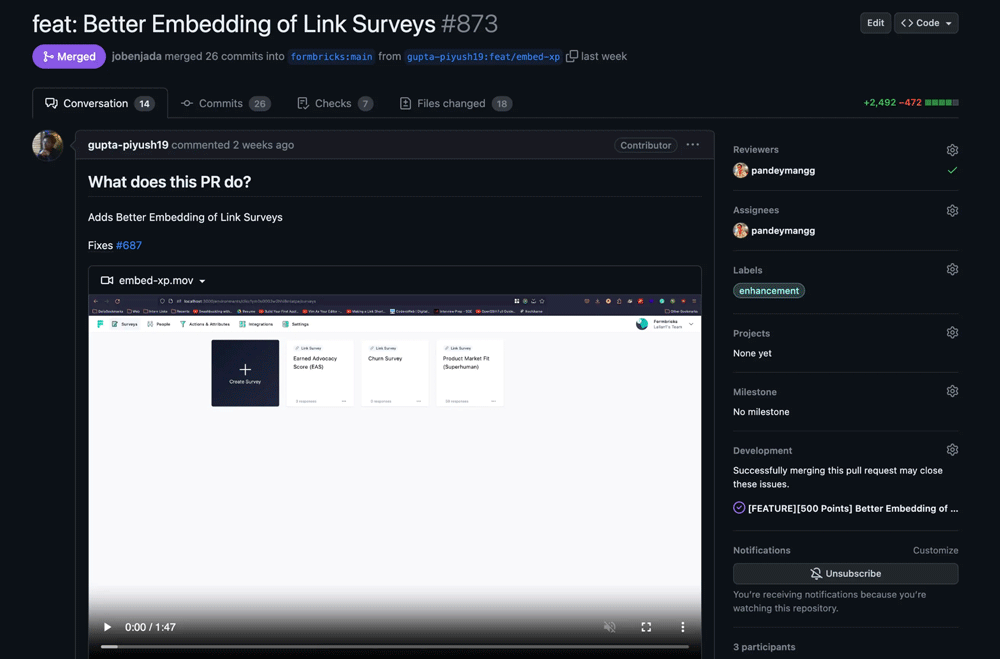 feat: Better Embedding of Link Surveys #873
Edit
<> Code
Merged
jobenjada merged 26 commits into formbricks:main from gupta-piyush19:feat/embed-xp last week
Conversation 14
Commits 26
Checks 7
Files changed 18
+2,492 −472
gupta-piyush19 commented 2 weeks ago
Contributor
What does this PR do?
Adds Better Embedding of Link Surveys
Fixes #687
embed-xp.mov
Surveys
People
Actions & Attributes
Integrations
Settings
Formbricks
Create Survey
Link Survey
Earned Advocacy
Score (EAS)
Link Survey
Churn Survey
Link Survey
Product Market Fit
(Superhuman)
0:00 / 1:47
Reviewers
pandeymangg
Assignees
pandeymangg
Labels
enhancement
Projects
None yet
Milestone
No milestone
Development
Successfully merging this pull request may close
these issues.
[FEATURE][500 Points] Better Embedding of ...
Notifications
Customize
Unsubscribe
You're receiving notifications because you're
watching this repository.
3 participants